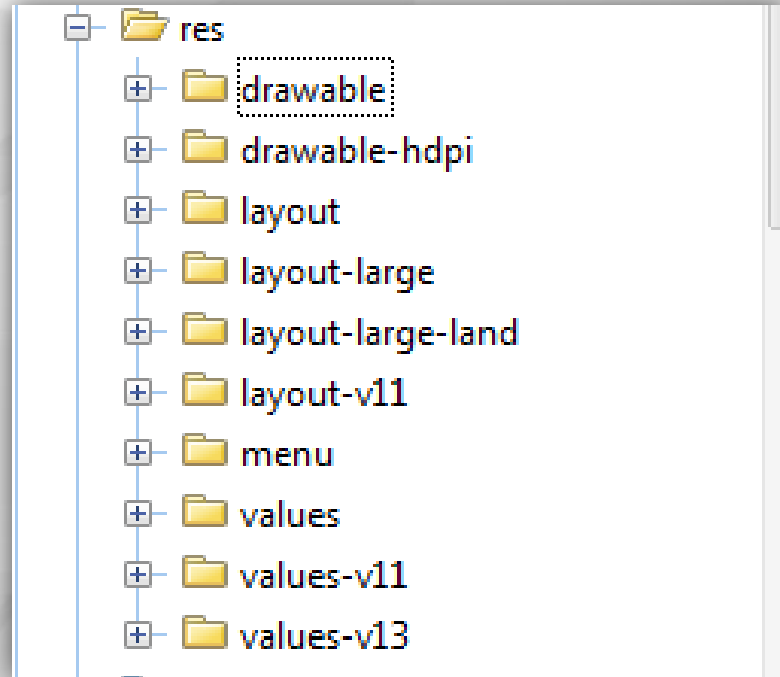 res
drawable
drawable-hdpi
layout
layout-large
layout-large-land
layout-v11
menu
values
values-v11
values-v13